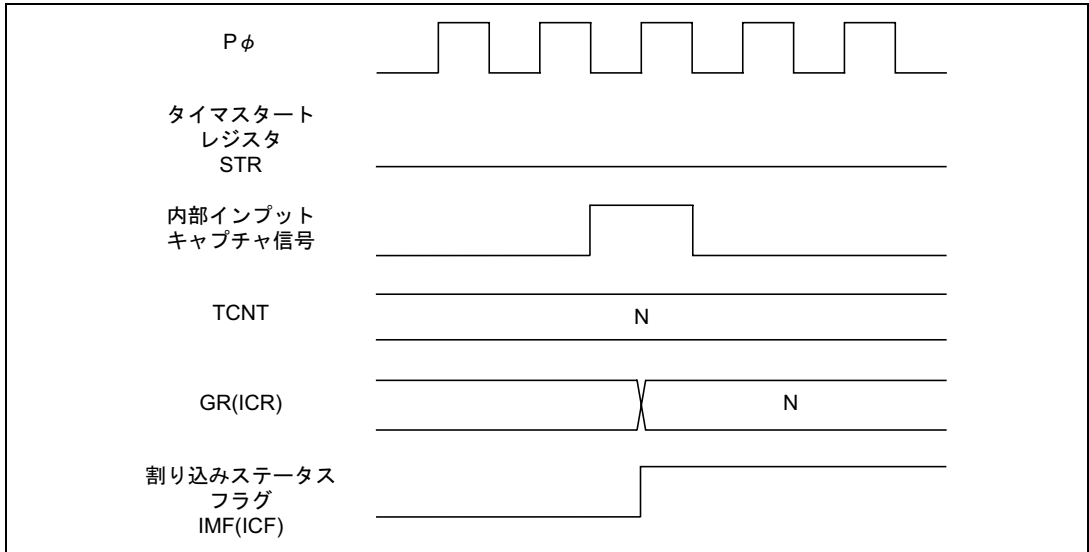 Pφ
タイマスタート
レジスタ
STR
内部インプット
キャプチャ信号
TCNT
N
GR(ICR)
N
割り込みステータス
フラグ
IMF(ICF)